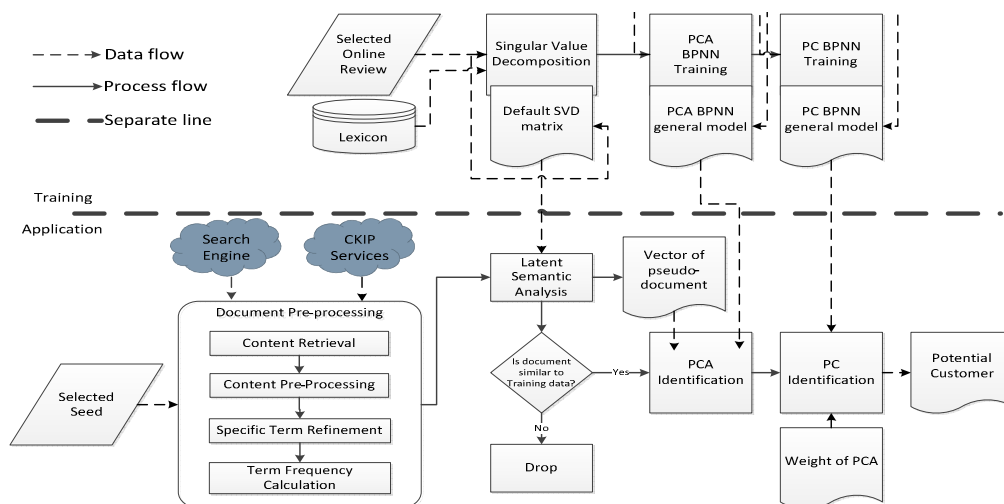 Data flow
Process flow
Separate line
Selected
Online
Review
Lexicon
Singular Value
Decomposition
Default SVD
matrix
PCA
BPNN
Training
PCA BPNN
general model
PC BPNN
Training
PC BPNN
general model
Training
Application
Search
Engine
CKIP
Services
Document Pre-processing
Content Retrieval
Content Pre-Processing
Specific Term Refinement
Term Frequency
Calculation
Selected
Seed
Latent
Semantic
Analysis
Vector of
pseudo-
document
Is document
similar to
Training data?
Yes
No
Drop
PCA
Identification
PC
Identification
Potential
Customer
Weight of PCA